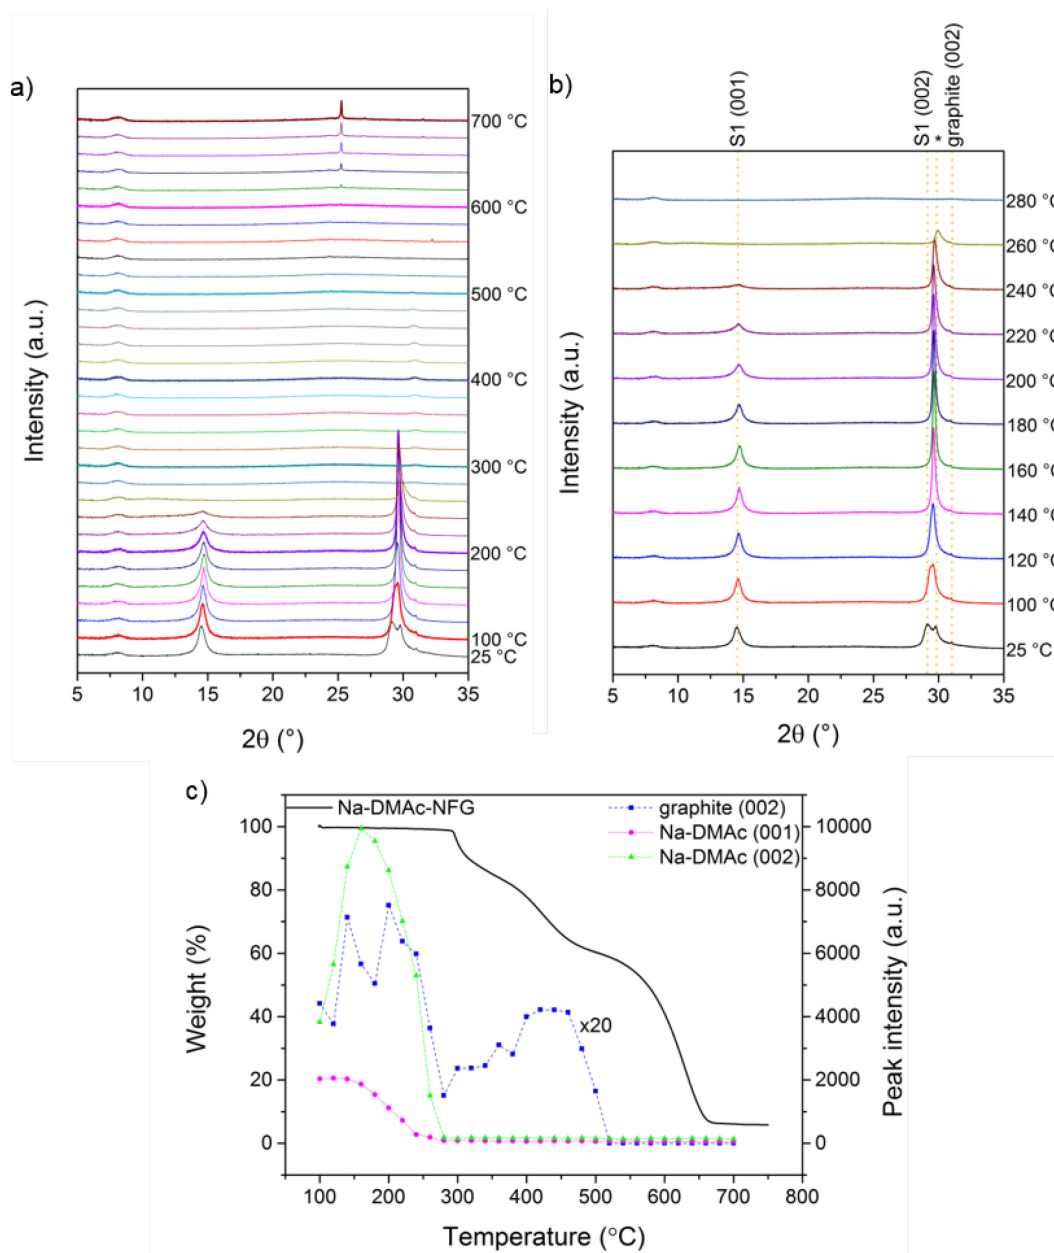 a)
700 °C
600 °C
500 °C
400 °C
300 °C
200 °C
100 °C
25 °C
Intensity (a.u.)
5 10 15 20 25 30 35
2θ (°)
b)
S1 (001)
S1 (002)
*
graphite (002)
280 °C
260 °C
240 °C
220 °C
200 °C
180 °C
160 °C
140 °C
120 °C
100 °C
25 °C
Intensity (a.u.)
5 10 15 20 25 30 35
2θ (°)
c)
Na-DMAc-NFG
graphite (002)
Na-DMAc (001)
Na-DMAc (002)
x20
Weight (%)
100
80
60
40
20
0
10000
8000
6000
4000
2000
0
Peak intensity (a.u.)
100 200 300 400 500 600 700 800
Temperature (°C)